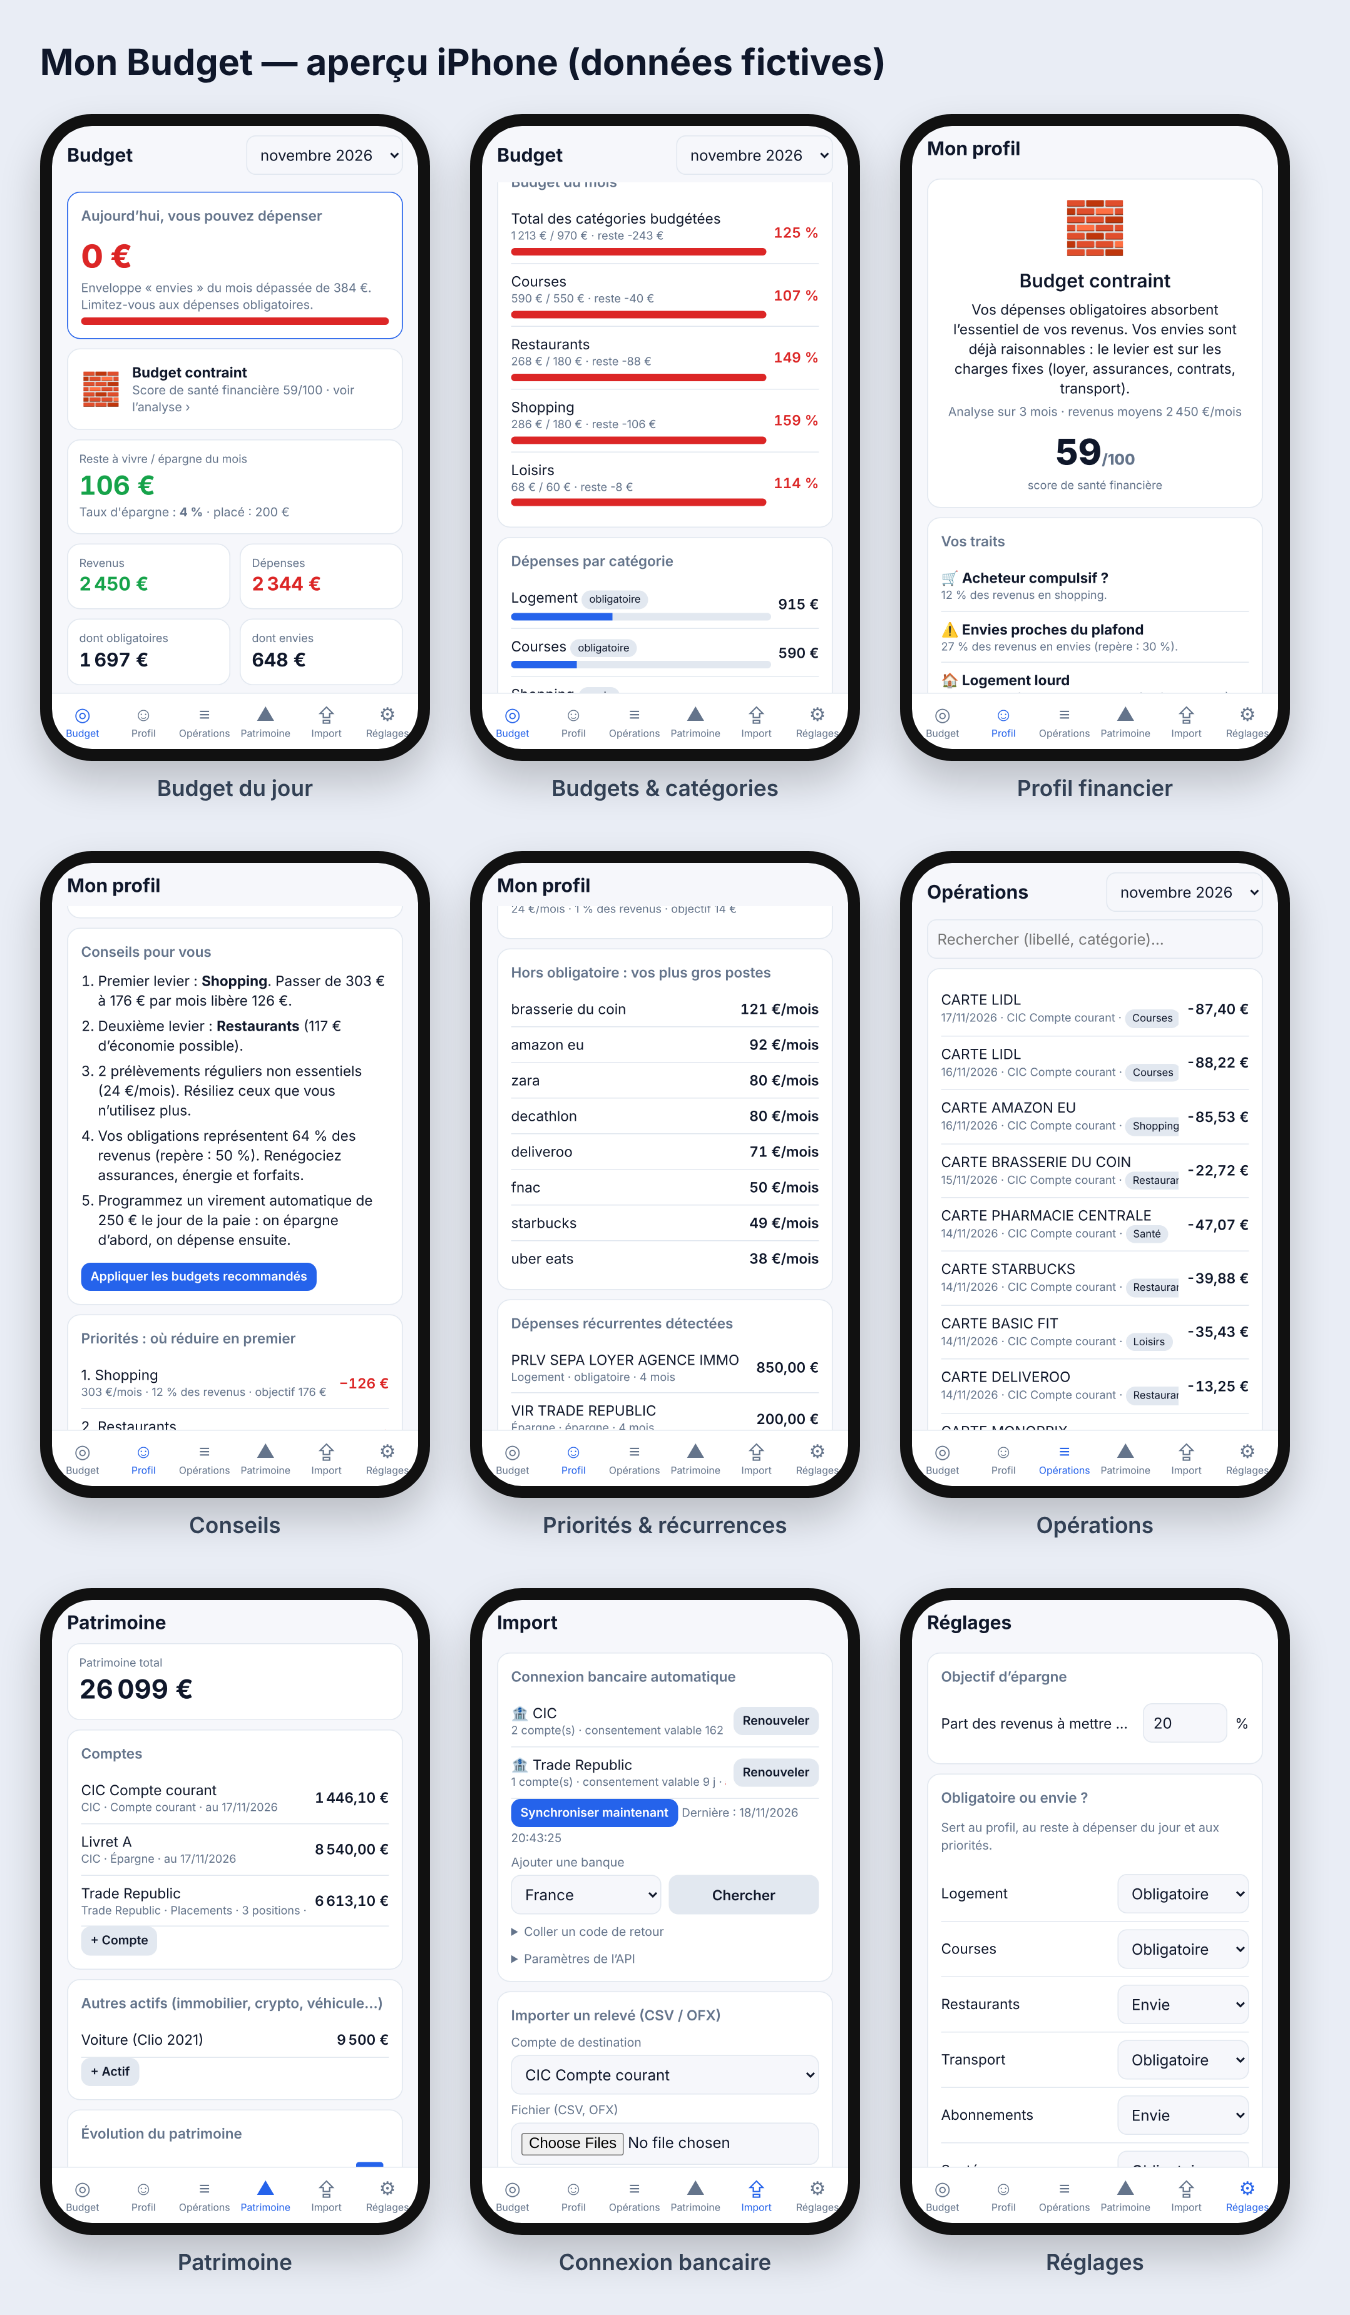 Mon Budget — aperçu iPhone (données fictives)
Budget
novembre 2026
Aujourd’hui, vous pouvez dépenser
0 €
Enveloppe « envies » du mois dépassée de 384 €.
Limitez-vous aux dépenses obligatoires.
Budget contraint
Score de santé financière 59/100 · voir
l’analyse ›
Reste à vivre / épargne du mois
106 €
Taux d'épargne : 4 % · placé : 200 €
Revenus
2 450 €
Dépenses
2 344 €
dont obligatoires
1 697 €
dont envies
648 €
Budget
Profil
Opérations
Patrimoine
Import
Réglages
Budget du jour
Budget
novembre 2026
Budget du mois
Total des catégories budgétées
1 213 € / 970 € · reste -243 €
125 %
Courses
590 € / 550 € · reste -40 €
107 %
Restaurants
268 € / 180 € · reste -88 €
149 %
Shopping
286 € / 180 € · reste -106 €
159 %
Loisirs
68 € / 60 € · reste -8 €
114 %
Dépenses par catégorie
Logement obligatoire
915 €
Courses obligatoire
590 €
Shopping
Budget
Profil
Opérations
Patrimoine
Import
Réglages
Budgets & catégories
Mon profil
Budget contraint
Vos dépenses obligatoires absorbent
l’essentiel de vos revenus. Vos envies sont
déjà raisonnables : le levier est sur les
charges fixes (loyer, assurances, contrats,
transport).
Analyse sur 3 mois · revenus moyens 2 450 €/mois
59/100
score de santé financière
Vos traits
Acheteur compulsif ?
12 % des revenus en shopping.
Envies proches du plafond
27 % des revenus en envies (repère : 30 %).
Logement lourd
Budget
Profil
Opérations
Patrimoine
Import
Réglages
Profil financier
Mon profil
Conseils pour vous
1. Premier levier : Shopping. Passer de 303 €
à 176 € par mois libère 126 €.
2. Deuxième levier : Restaurants (117 €
d’économie possible).
3. 2 prélèvements réguliers non essentiels
(24 €/mois). Résiliez ceux que vous
n’utilisez plus.
4. Vos obligations représentent 64 % des
revenus (repère : 50 %). Renégociez
assurances, énergie et forfaits.
5. Programmez un virement automatique de
250 € le jour de la paie : on épargne
d’abord, on dépense ensuite.
Appliquer les budgets recommandés
Priorités : où réduire en premier
1. Shopping
303 €/mois · 12 % des revenus · objectif 176 €
−126 €
2. Restaurants
Budget
Profil
Opérations
Patrimoine
Import
Réglages
Conseils
Mon profil
24 €/mois · 1 % des revenus · objectif 14 €
Hors obligatoire : vos plus gros postes
brasserie du coin
121 €/mois
amazon eu
92 €/mois
zara
80 €/mois
decathlon
80 €/mois
deliveroo
71 €/mois
fnac
50 €/mois
starbucks
49 €/mois
uber eats
38 €/mois
Dépenses récurrentes détectées
PRLV SEPA LOYER AGENCE IMMO
Logement · obligatoire · 4 mois
850,00 €
VIR TRADE REPUBLIC
Épargne · épargne · 4 mois
200,00 €
Budget
Profil
Opérations
Patrimoine
Import
Réglages
Priorités & récurrences
Opérations
novembre 2026
Rechercher (libellé, catégorie)…
CARTE LIDL
17/11/2026 · CIC Compte courant · Courses
-87,40 €
CARTE LIDL
16/11/2026 · CIC Compte courant · Courses
-88,22 €
CARTE AMAZON EU
16/11/2026 · CIC Compte courant · Shopping
-85,53 €
CARTE BRASSERIE DU COIN
15/11/2026 · CIC Compte courant · Restaurar
-22,72 €
CARTE PHARMACIE CENTRALE
14/11/2026 · CIC Compte courant · Santé
-47,07 €
CARTE STARBUCKS
14/11/2026 · CIC Compte courant · Restaurar
-39,88 €
CARTE BASIC FIT
14/11/2026 · CIC Compte courant · Loisirs
-35,43 €
CARTE DELIVEROO
14/11/2026 · CIC Compte courant · Restaurar
-13,25 €
CARTE MONOPRIX
Budget
Profil
Opérations
Patrimoine
Import
Réglages
Opérations
Patrimoine
Patrimoine total
26 099 €
Comptes
CIC Compte courant
CIC · Compte courant · au 17/11/2026
1 446,10 €
Livret A
CIC · Épargne · au 17/11/2026
8 540,00 €
Trade Republic
Trade Republic · Placements · 3 positions ·
6 613,10 €
+ Compte
Autres actifs (immobilier, crypto, véhicule…)
Voiture (Clio 2021)
9 500 €
+ Actif
Évolution du patrimoine
Budget
Profil
Opérations
Patrimoine
Import
Réglages
Patrimoine
Import
Connexion bancaire automatique
CIC
2 compte(s) · consentement valable 162
Renouveler
Trade Republic
1 compte(s) · consentement valable 9 j ·
Renouveler
Synchroniser maintenant Dernière : 18/11/2026
20:43:25
Ajouter une banque
France
Chercher
Coller un code de retour
Paramètres de l’API
Importer un relevé (CSV / OFX)
Compte de destination
CIC Compte courant
Fichier (CSV, OFX)
Choose Files No file chosen
Budget
Profil
Opérations
Patrimoine
Import
Réglages
Connexion bancaire
Réglages
Objectif d’épargne
Part des revenus à mettre …
20
%
Obligatoire ou envie ?
Sert au profil, au reste à dépenser du jour et aux
priorités.
Logement
Obligatoire
Courses
Obligatoire
Restaurants
Envie
Transport
Obligatoire
Abonnements
Envie
Budget
Profil
Opérations
Patrimoine
Import
Réglages
Réglages